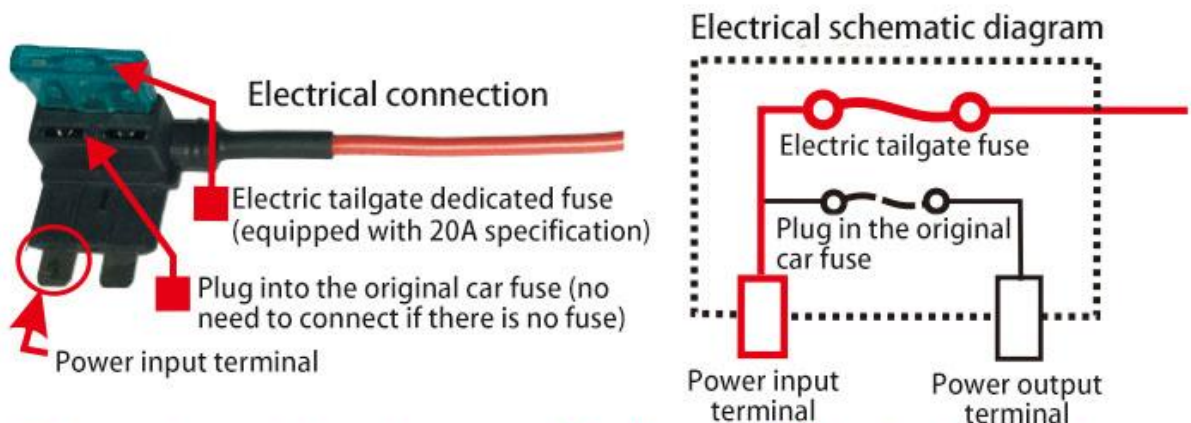 Electrical connection
Electric tailgate dedicated fuse
(equipped with 20A specification)
Plug into the original car fuse (no
need to connect if there is no fuse)
Power input terminal
Electrical schematic diagram
Electric tailgate fuse
Plug in the original
car fuse
Power input
terminal
Power output
terminal